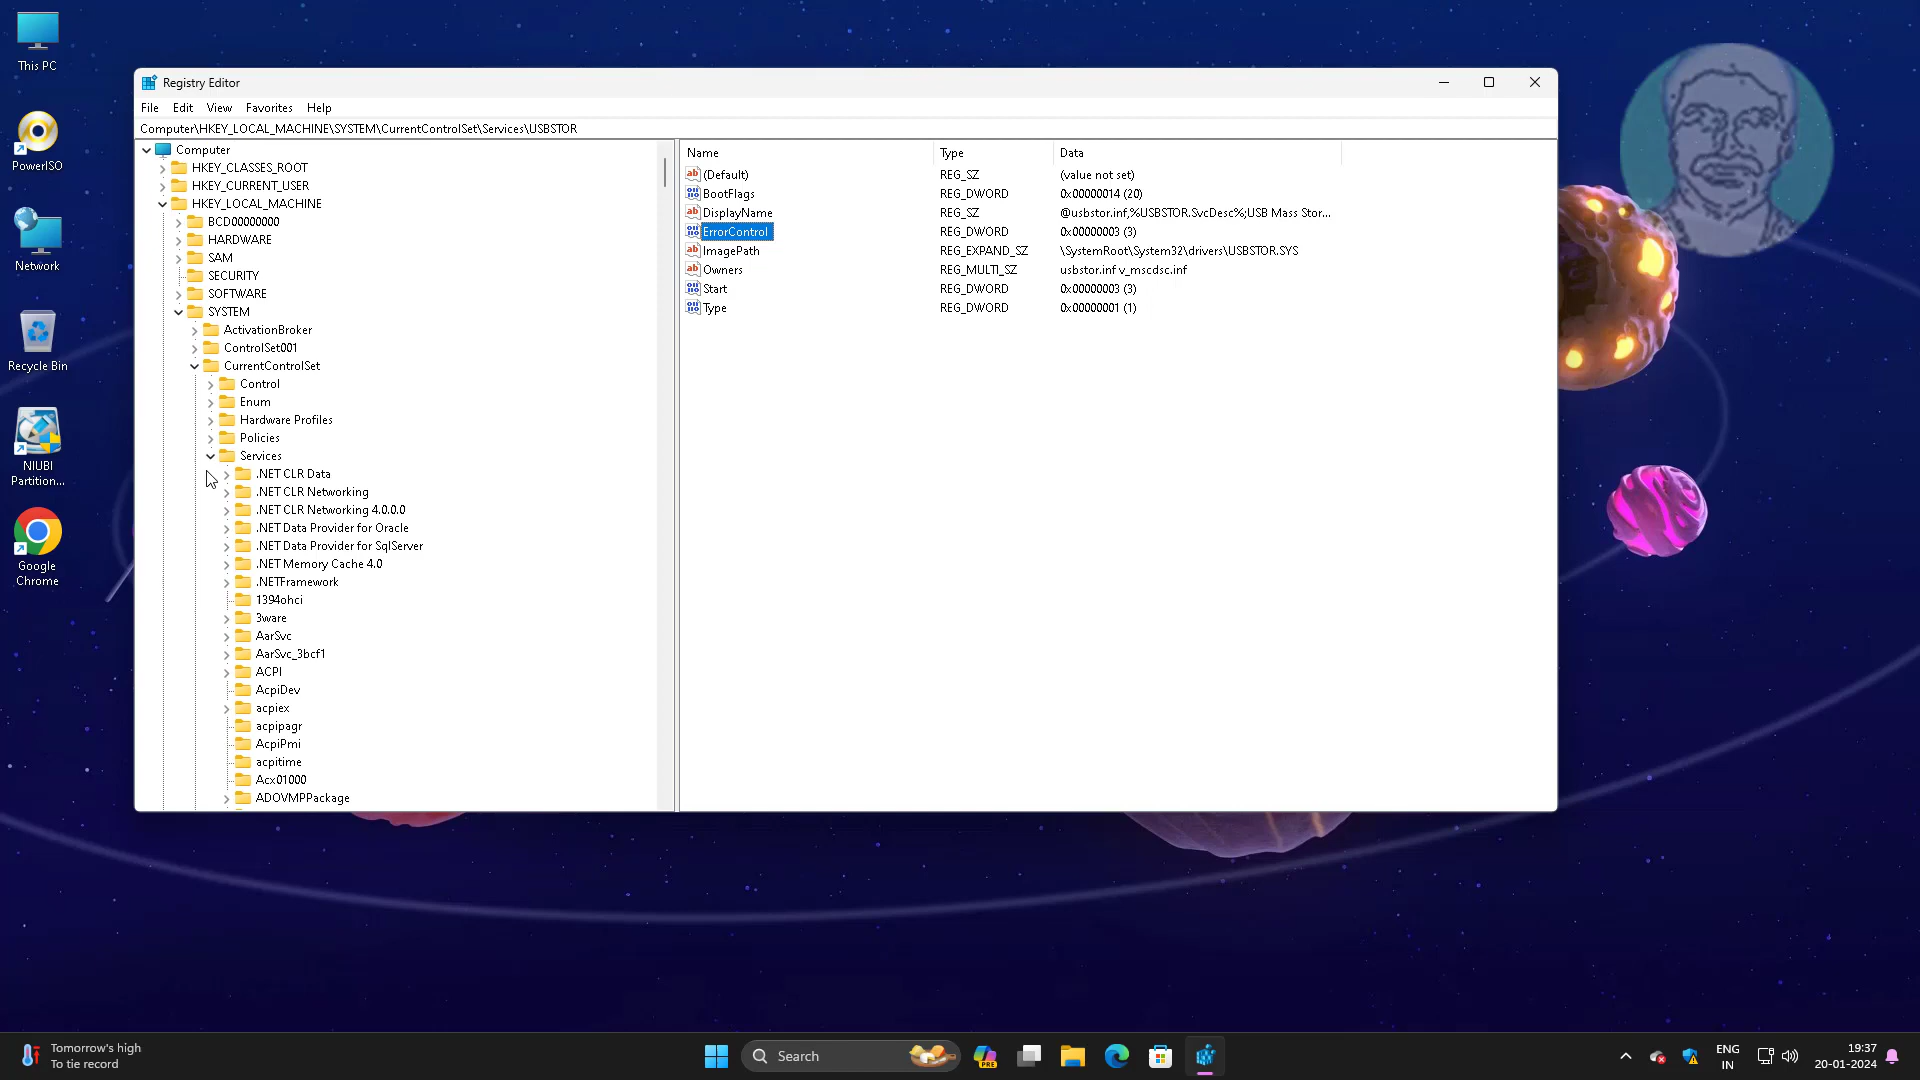 This PC
PowerISO
Network
Recycle Bin
NIUBI
Partition...
Google
Chrome
Registry Editor
File Edit View Favorites Help
Computer\HKEY_LOCAL_MACHINE\SYSTEM\CurrentControlSet\Services\USBSTOR
Computer
HKEY_CLASSES_ROOT
HKEY_CURRENT_USER
HKEY_LOCAL_MACHINE
BCD00000000
HARDWARE
SAM
SECURITY
SOFTWARE
SYSTEM
ActivationBroker
ControlSet001
CurrentControlSet
Control
Enum
Hardware Profiles
Policies
Services
.NET CLR Data
.NET CLR Networking
.NET CLR Networking 4.0.0.0
.NET Data Provider for Oracle
.NET Data Provider for SqlServer
.NET Memory Cache 4.0
.NETFramework
1394ohci
3ware
AarSvc
AarSvc_3bcf1
ACPI
AcpiDev
acpiex
acpipagr
AcpiPmi
acpitime
Acx01000
ADOVMPPackage
Name Type Data
(Default) REG_SZ (value not set)
BootFlags REG_DWORD 0x00000014 (20)
DisplayName REG_SZ @usbstor.inf,%USBSTOR.SvcDesc%;USB Mass Stor...
ErrorControl REG_DWORD 0x00000003 (3)
ImagePath REG_EXPAND_SZ \SystemRoot\System32\drivers\USBSTOR.SYS
Owners REG_MULTI_SZ usbstor.inf v_mscdsc.inf
Start REG_DWORD 0x00000003 (3)
Type REG_DWORD 0x00000001 (1)
Tomorrow's high
To tie record
Search
PRE
ENG
IN
19:37
20-01-2024